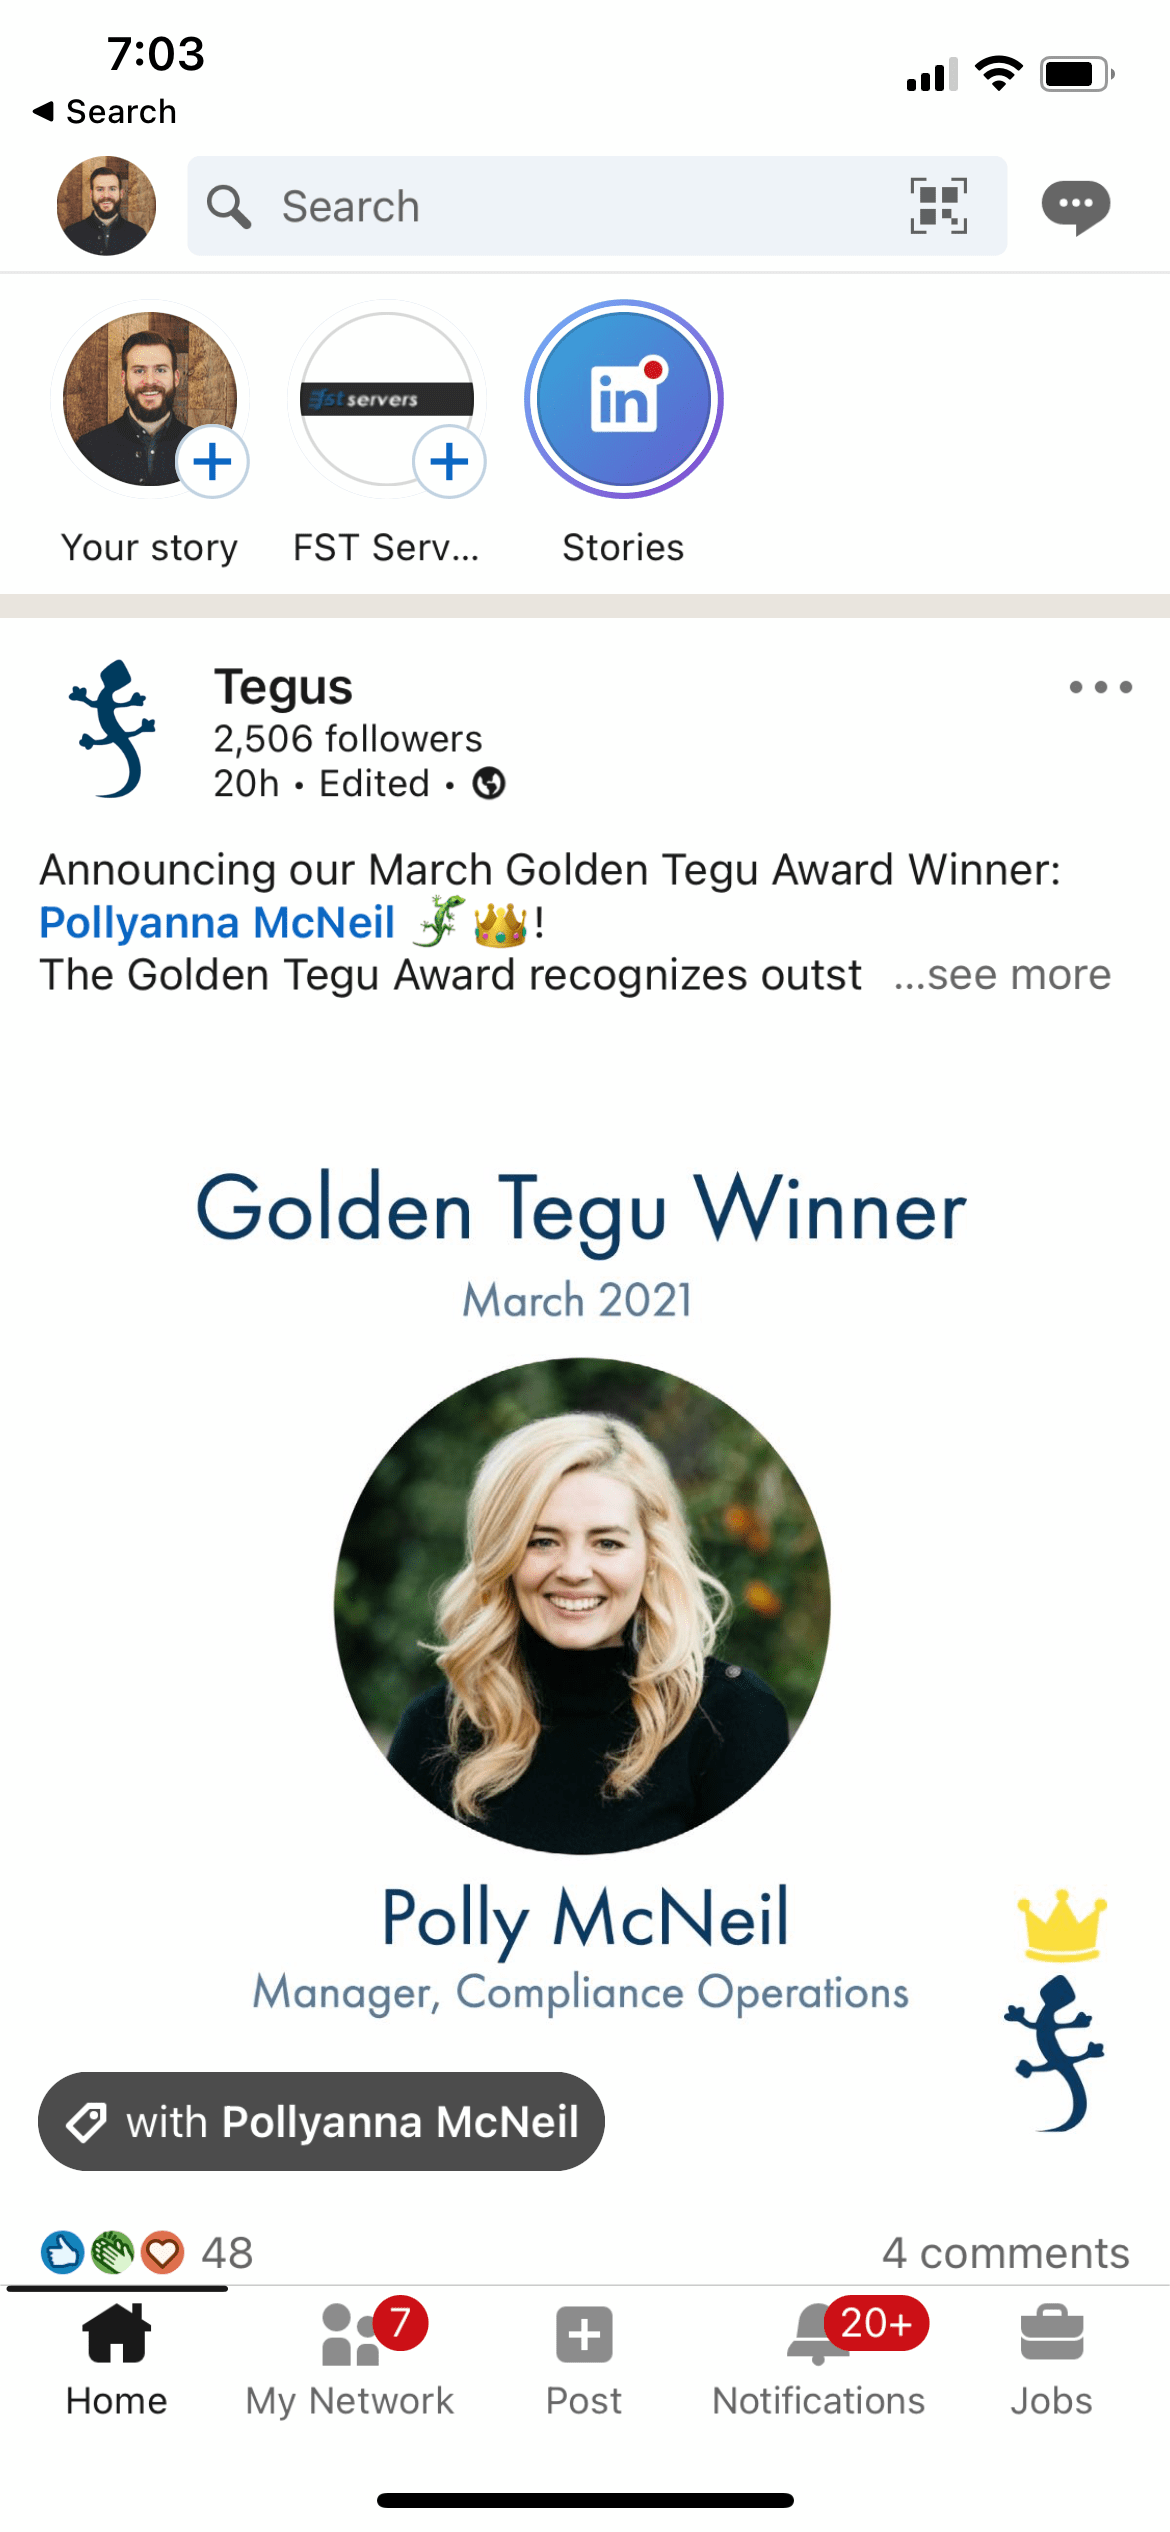 7:03
◀ Search
Search
fst servers
in
Your story
FST Serv...
Stories
Tegus
2,506 followers
20h • Edited •
Announcing our March Golden Tegu Award Winner:
Pollyanna McNeil 🦎👑!
The Golden Tegu Award recognizes outst ...see more
Golden Tegu Winner
March 2021
Polly McNeil
Manager, Compliance Operations
with Pollyanna McNeil
48
4 comments
7
20+
Home
My Network
Post
Notifications
Jobs